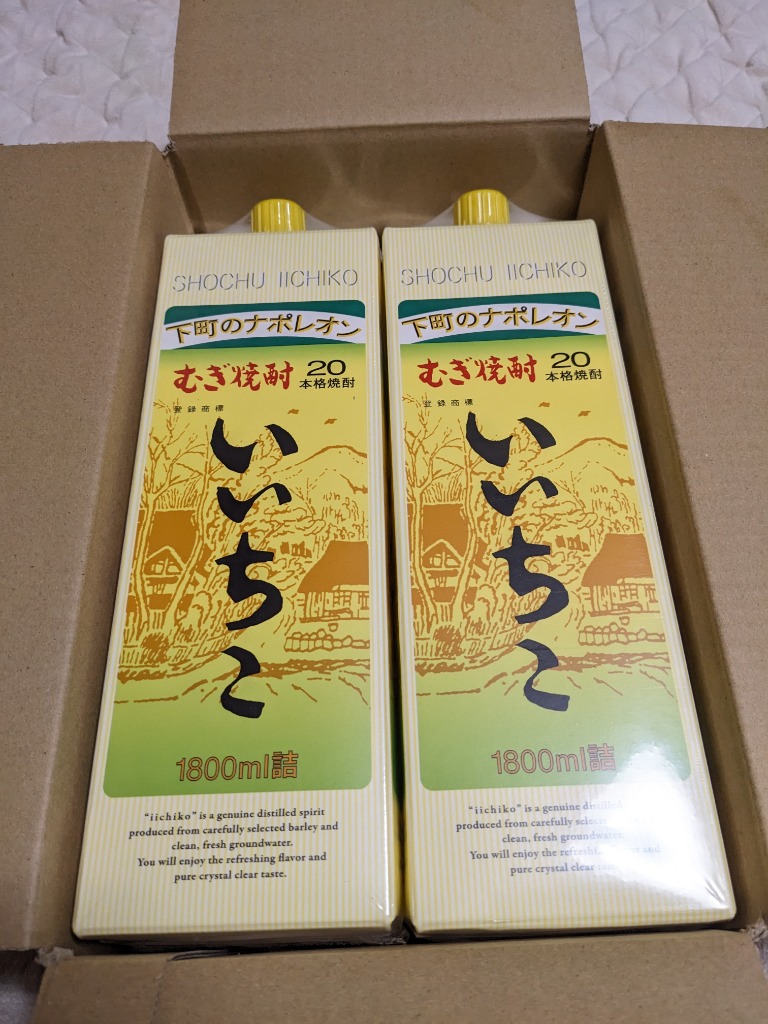 SHOCHU IICHIKO
下町のナポレオン
むぎ焼酎 20
本格焼酎
登録商標
いいちこ
1800ml詰
"iichiko" is a genuine distilled spirit
produced from carefully selected barley and
clean, fresh groundwater.
You will enjoy the refreshing flavor and
pure crystal clear taste.
SHOCHU IICHIKO
下町のナポレオン
むぎ焼酎 20
本格焼酎
登録商標
いいちこ
1800ml詰
"iichiko" is a genuine distilled
produced from carefully
clean, fresh groundwater.
You will enjoy the
pure crystal clear